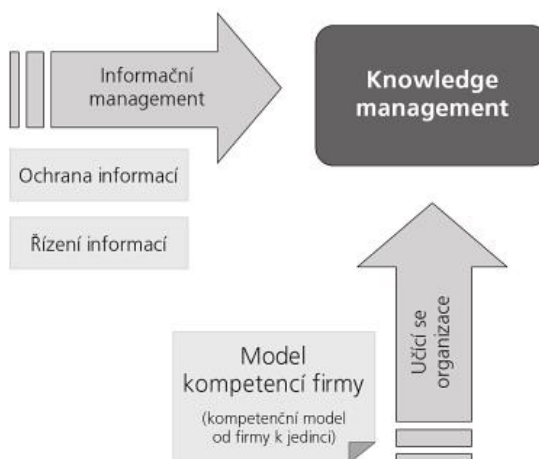 Informační
management
Knowledge
management
Ochrana informací
Řízení informací
Učící se
organizace
Model
kompetencí firmy
(kompetenční model
od firmy k jedinci)